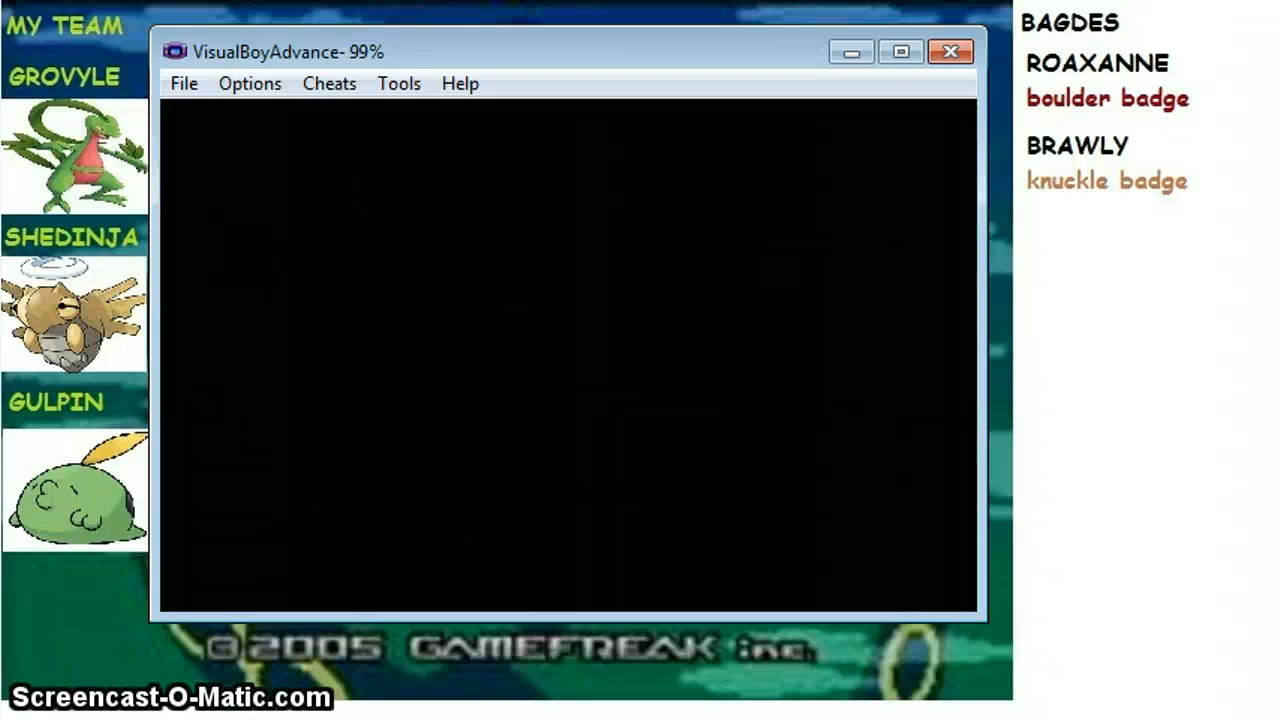 MY TEAM
GROVYLE
SHEDINJA
GULPIN
VisualBoyAdvance- 99%
File Options Cheats Tools Help
BAGDES
ROAXANNE
boulder badge
BRAWLY
knuckle badge
©2005 GAMEFREAK inc.
Screencast-O-Matic.com